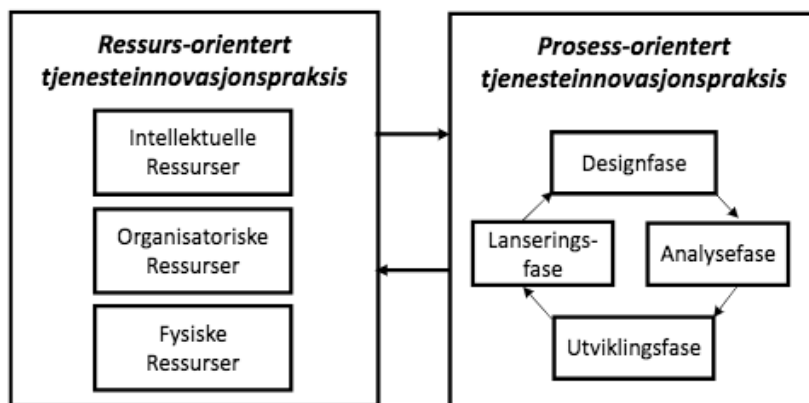 Ressurs-orientert
tjenesteinnovasjonspraksis
Intellektuelle
Ressurser
Organisatoriske
Ressurser
Fysiske
Ressurser
Prosess-orientert
tjenesteinnovasjonspraksis
Designfase
Lanserings-
fase
Analysefase
Utviklingsfase